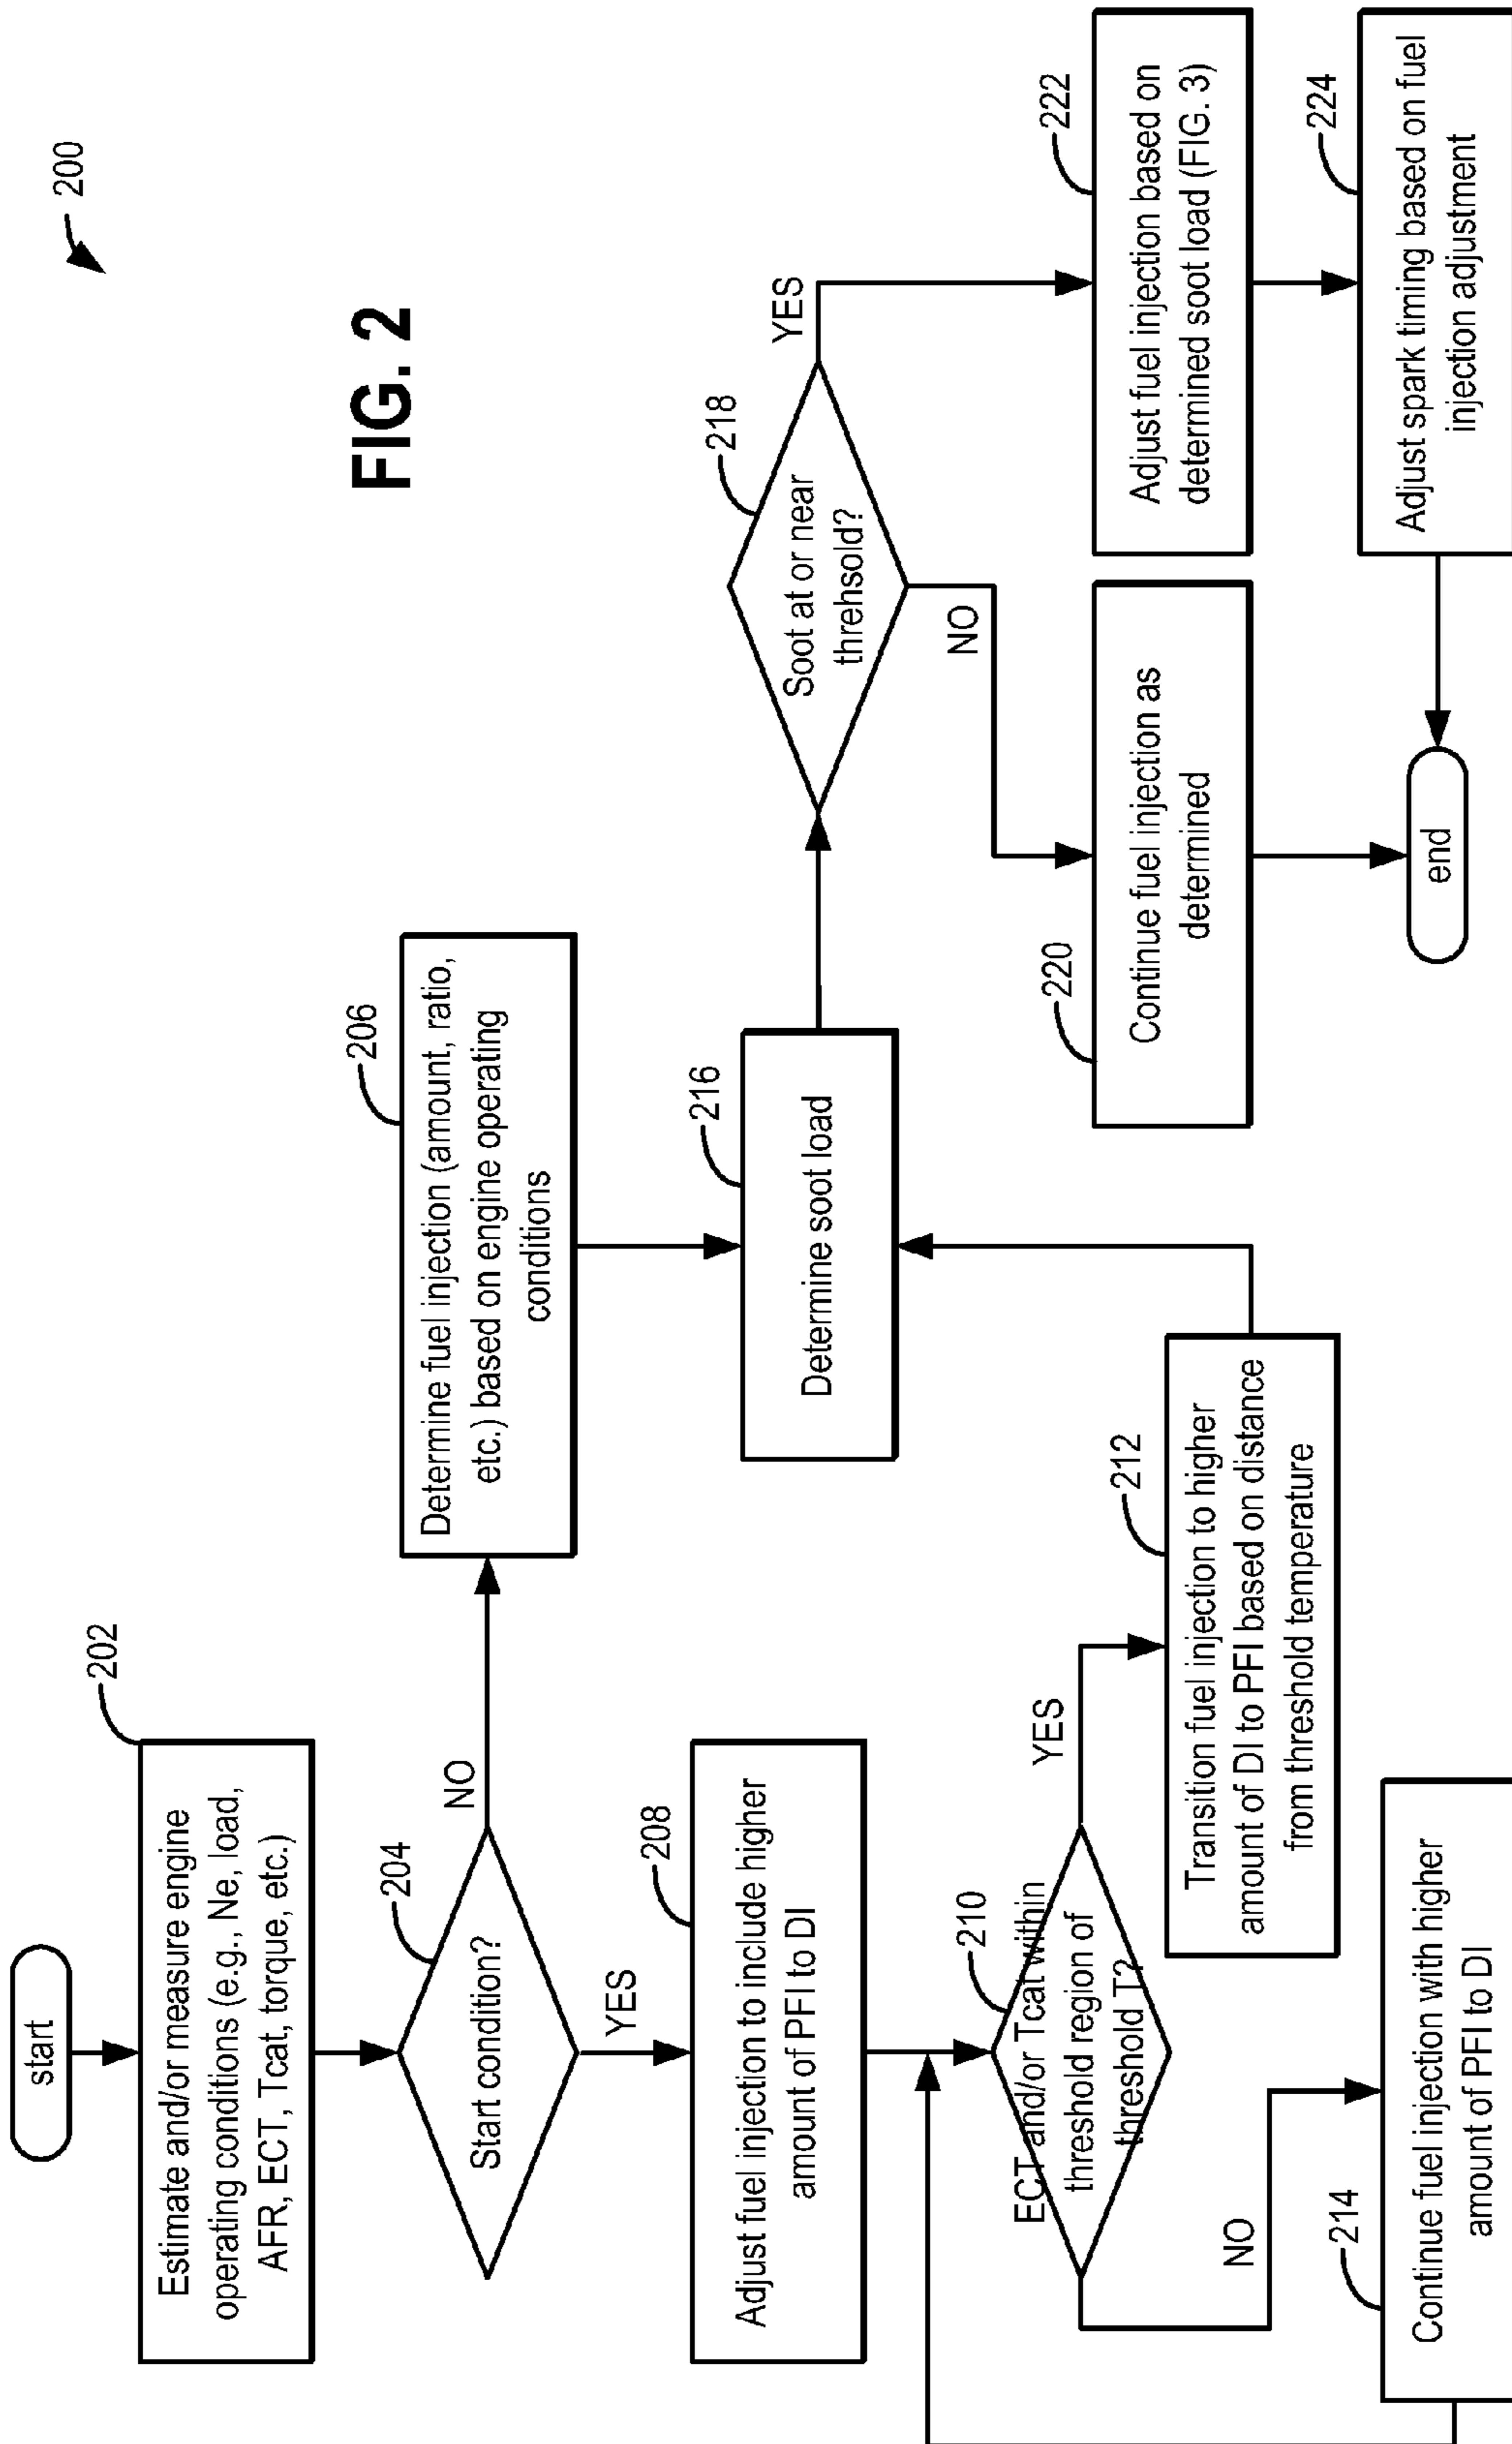 200
FIG. 2
start
202
Estimate and/or measure engine
operating conditions (e.g., Ne, load,
AFR, ECT, Tcat, torque, etc.)
204
Start condition?
NO
YES
206
Determine fuel injection (amount, ratio,
etc.) based on engine operating
conditions
208
Adjust fuel injection to include higher
amount of PFI to DI
210
ECT and/or Tcat within
threshold region of
threshold T?
YES
NO
212
Transition fuel injection to higher
amount of DI to PFI based on distance
from threshold temperature
214
Continue fuel injection with higher
amount of PFI to DI
216
Determine soot load
218
Soot at or near
threhsold?
YES
NO
220
Continue fuel injection as
determined
222
Adjust fuel injection based on
determined soot load (FIG. 3)
224
Adjust spark timing based on fuel
injection adjustment
end